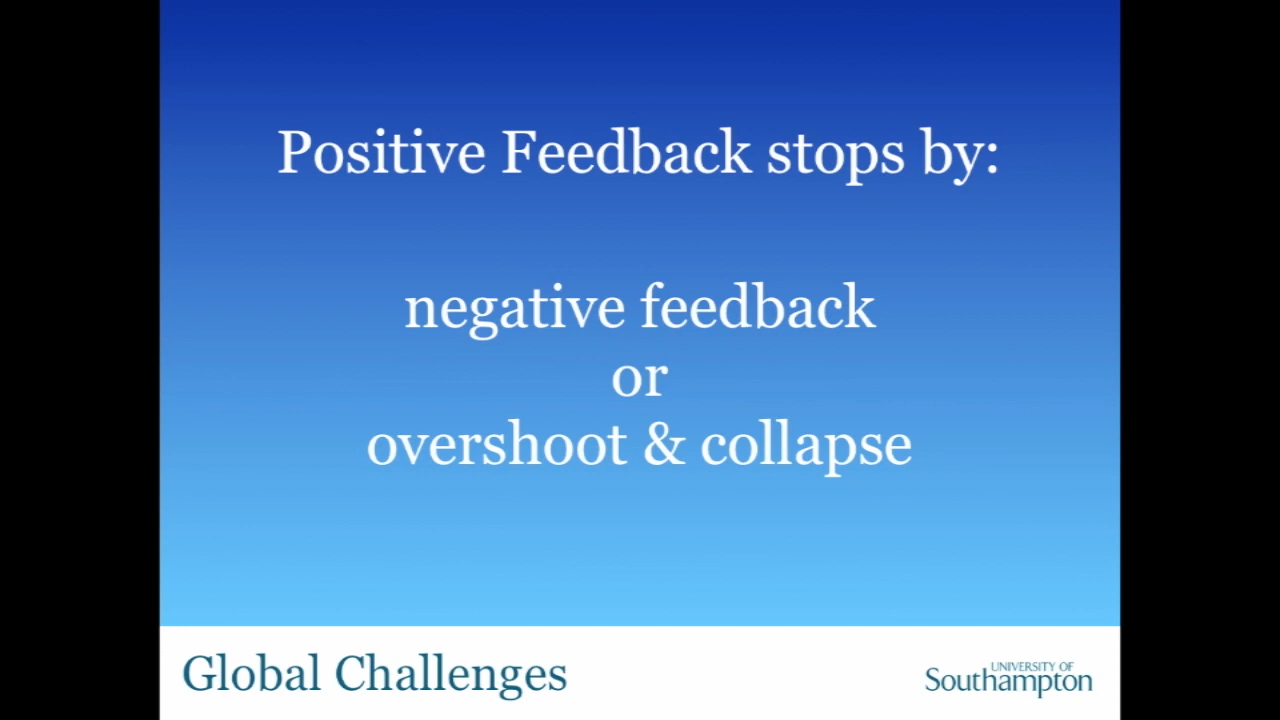 Positive Feedback stops by:
negative feedback
or
overshoot & collapse
Global Challenges
UNIVERSITY OF
Southampton